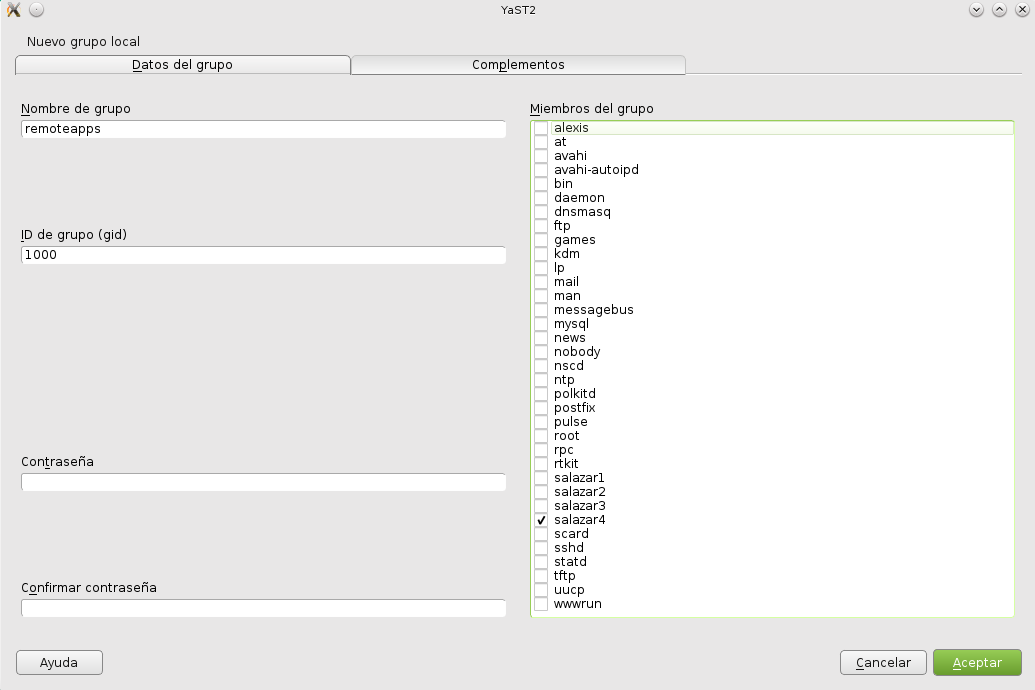 YaST2
Nuevo grupo local
Datos del grupo
Complementos
Nombre de grupo
remoteapps
ID de grupo (gid)
1000
Contraseña
Confirmar contraseña
Miembros del grupo
alexis
at
avahi
avahi-autoipd
bin
daemon
dnsmasq
ftp
games
kdm
lp
mail
man
messagebus
mysql
news
nobody
nscd
ntp
polkitd
postfix
pulse
root
rpc
rtkit
salazar1
salazar2
salazar3
salazar4
scard
sshd
statd
tftp
uucp
wwwrun
Ayuda
Cancelar
Aceptar